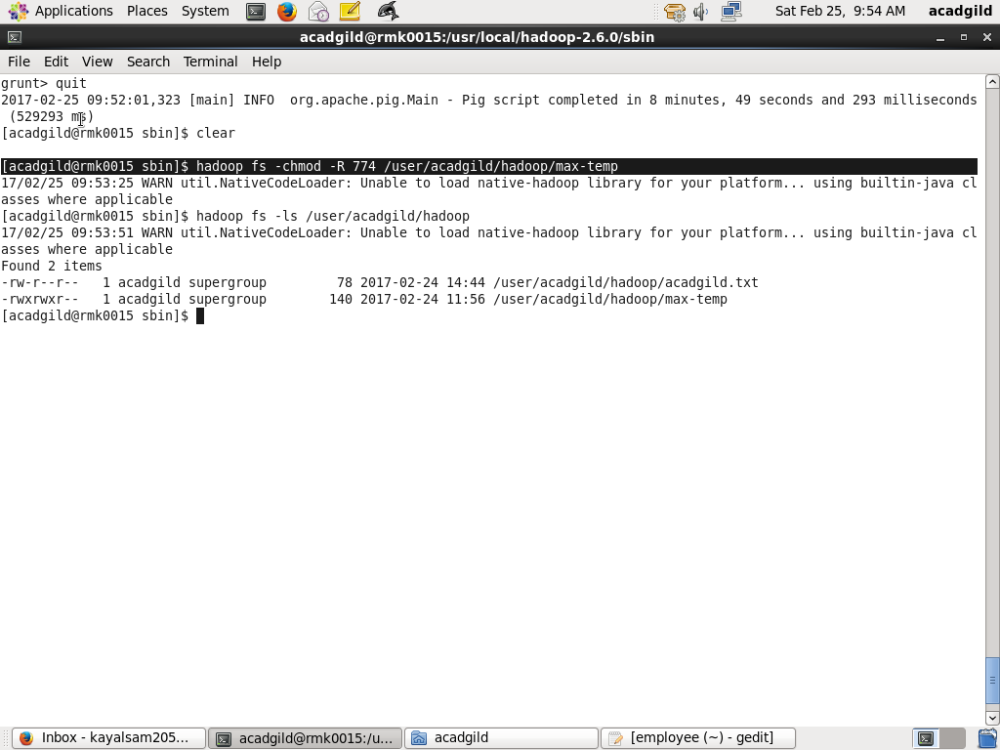 Applications Places System Sat Feb 25, 9:54 AM acadgild
acadgild@rmk0015:/usr/local/hadoop-2.6.0/sbin
File Edit View Search Terminal Help
grunt> quit
2017-02-25 09:52:01,323 [main] INFO  org.apache.pig.Main - Pig script completed in 8 minutes, 49 seconds and 293 milliseconds
 (529293 ms)
[acadgild@rmk0015 sbin]$ clear
[acadgild@rmk0015 sbin]$ hadoop fs -chmod -R 774 /user/acadgild/hadoop/max-temp
17/02/25 09:53:25 WARN util.NativeCodeLoader: Unable to load native-hadoop library for your platform... using builtin-java cl
asses where applicable
[acadgild@rmk0015 sbin]$ hadoop fs -ls /user/acadgild/hadoop
17/02/25 09:53:51 WARN util.NativeCodeLoader: Unable to load native-hadoop library for your platform... using builtin-java cl
asses where applicable
Found 2 items
-rw-r--r--   1 acadgild supergroup         78 2017-02-24 14:44 /user/acadgild/hadoop/acadgild.txt
-rwxrwxr--   1 acadgild supergroup        140 2017-02-24 11:56 /user/acadgild/hadoop/max-temp
[acadgild@rmk0015 sbin]$
Inbox - kayalsam205... acadgild@rmk0015:/u... acadgild [employee (~) - gedit]